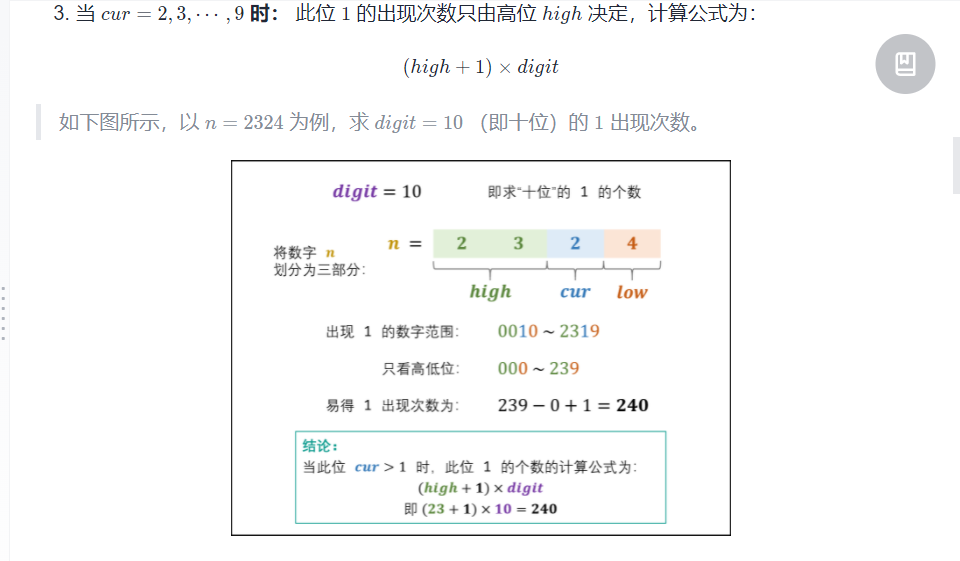 3. 当 cur = 2, 3, ⋯, 9 时： 此位 1 的出现次数只由高位 high 决定，计算公式为：
(high + 1) × digit
如下图所示，以 n = 2324 为例，求 digit = 10 （即十位）的 1 出现次数。
digit = 10 即求“十位”的 1 的个数
将数字 n
划分为三部分：
n = 2 3 2 4
high cur low
出现 1 的数字范围： 0010 ~ 2319
只看高低位： 000 ~ 239
易得 1 出现次数为： 239 − 0 + 1 = 240
结论：
当此位 cur > 1 时，此位 1 的个数的计算公式为：
(high + 1) × digit
即 (23 + 1) × 10 = 240